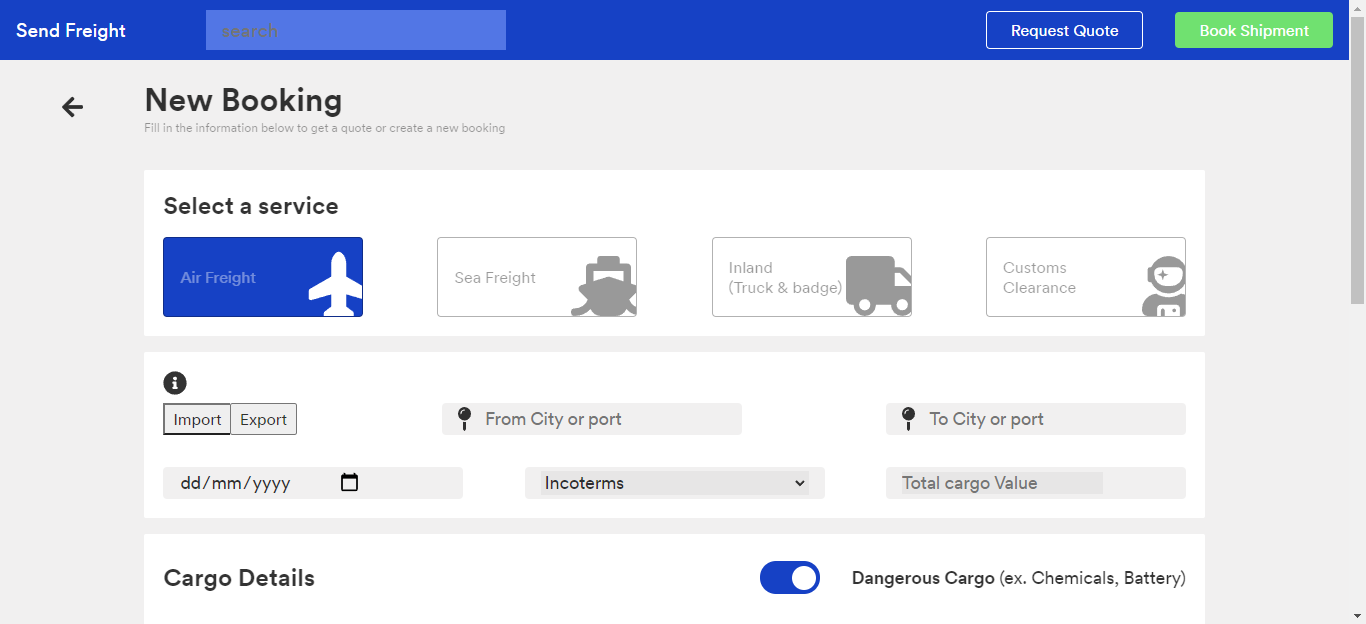 Send Freight
search
Request Quote
Book Shipment
New Booking
Fill in the information below to get a quote or create a new booking
Select a service
Air Freight
Sea Freight
Inland
(Truck & badge)
Customs
Clearance
Import
Export
From City or port
To City or port
dd/mm/yyyy
Incoterms
Total cargo Value
Cargo Details
Dangerous Cargo (ex. Chemicals, Battery)